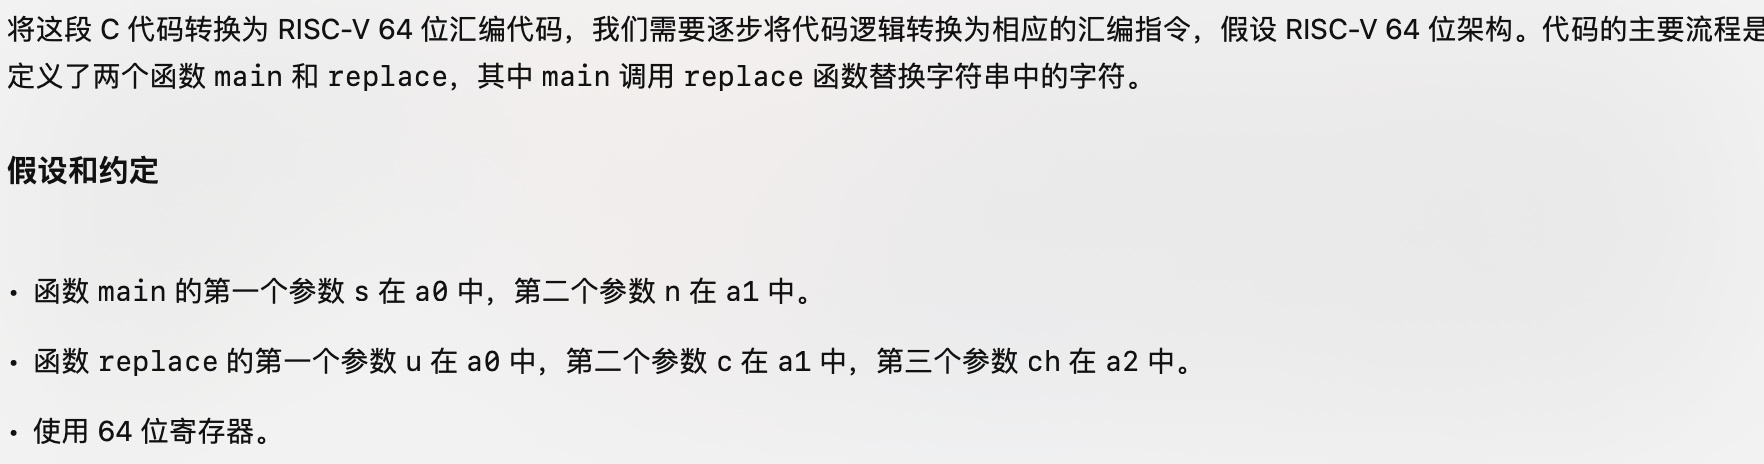 将这段 C 代码转换为 RISC-V 64 位汇编代码，我们需要逐步将代码逻辑转换为相应的汇编指令，假设 RISC-V 64 位架构。代码的主要流程是
定义了两个函数 main 和 replace，其中 main 调用 replace 函数替换字符串中的字符。
假设和约定
• 函数 main 的第一个参数 s 在 a0 中，第二个参数 n 在 a1 中。
• 函数 replace 的第一个参数 u 在 a0 中，第二个参数 c 在 a1 中，第三个参数 ch 在 a2 中。
• 使用 64 位寄存器。